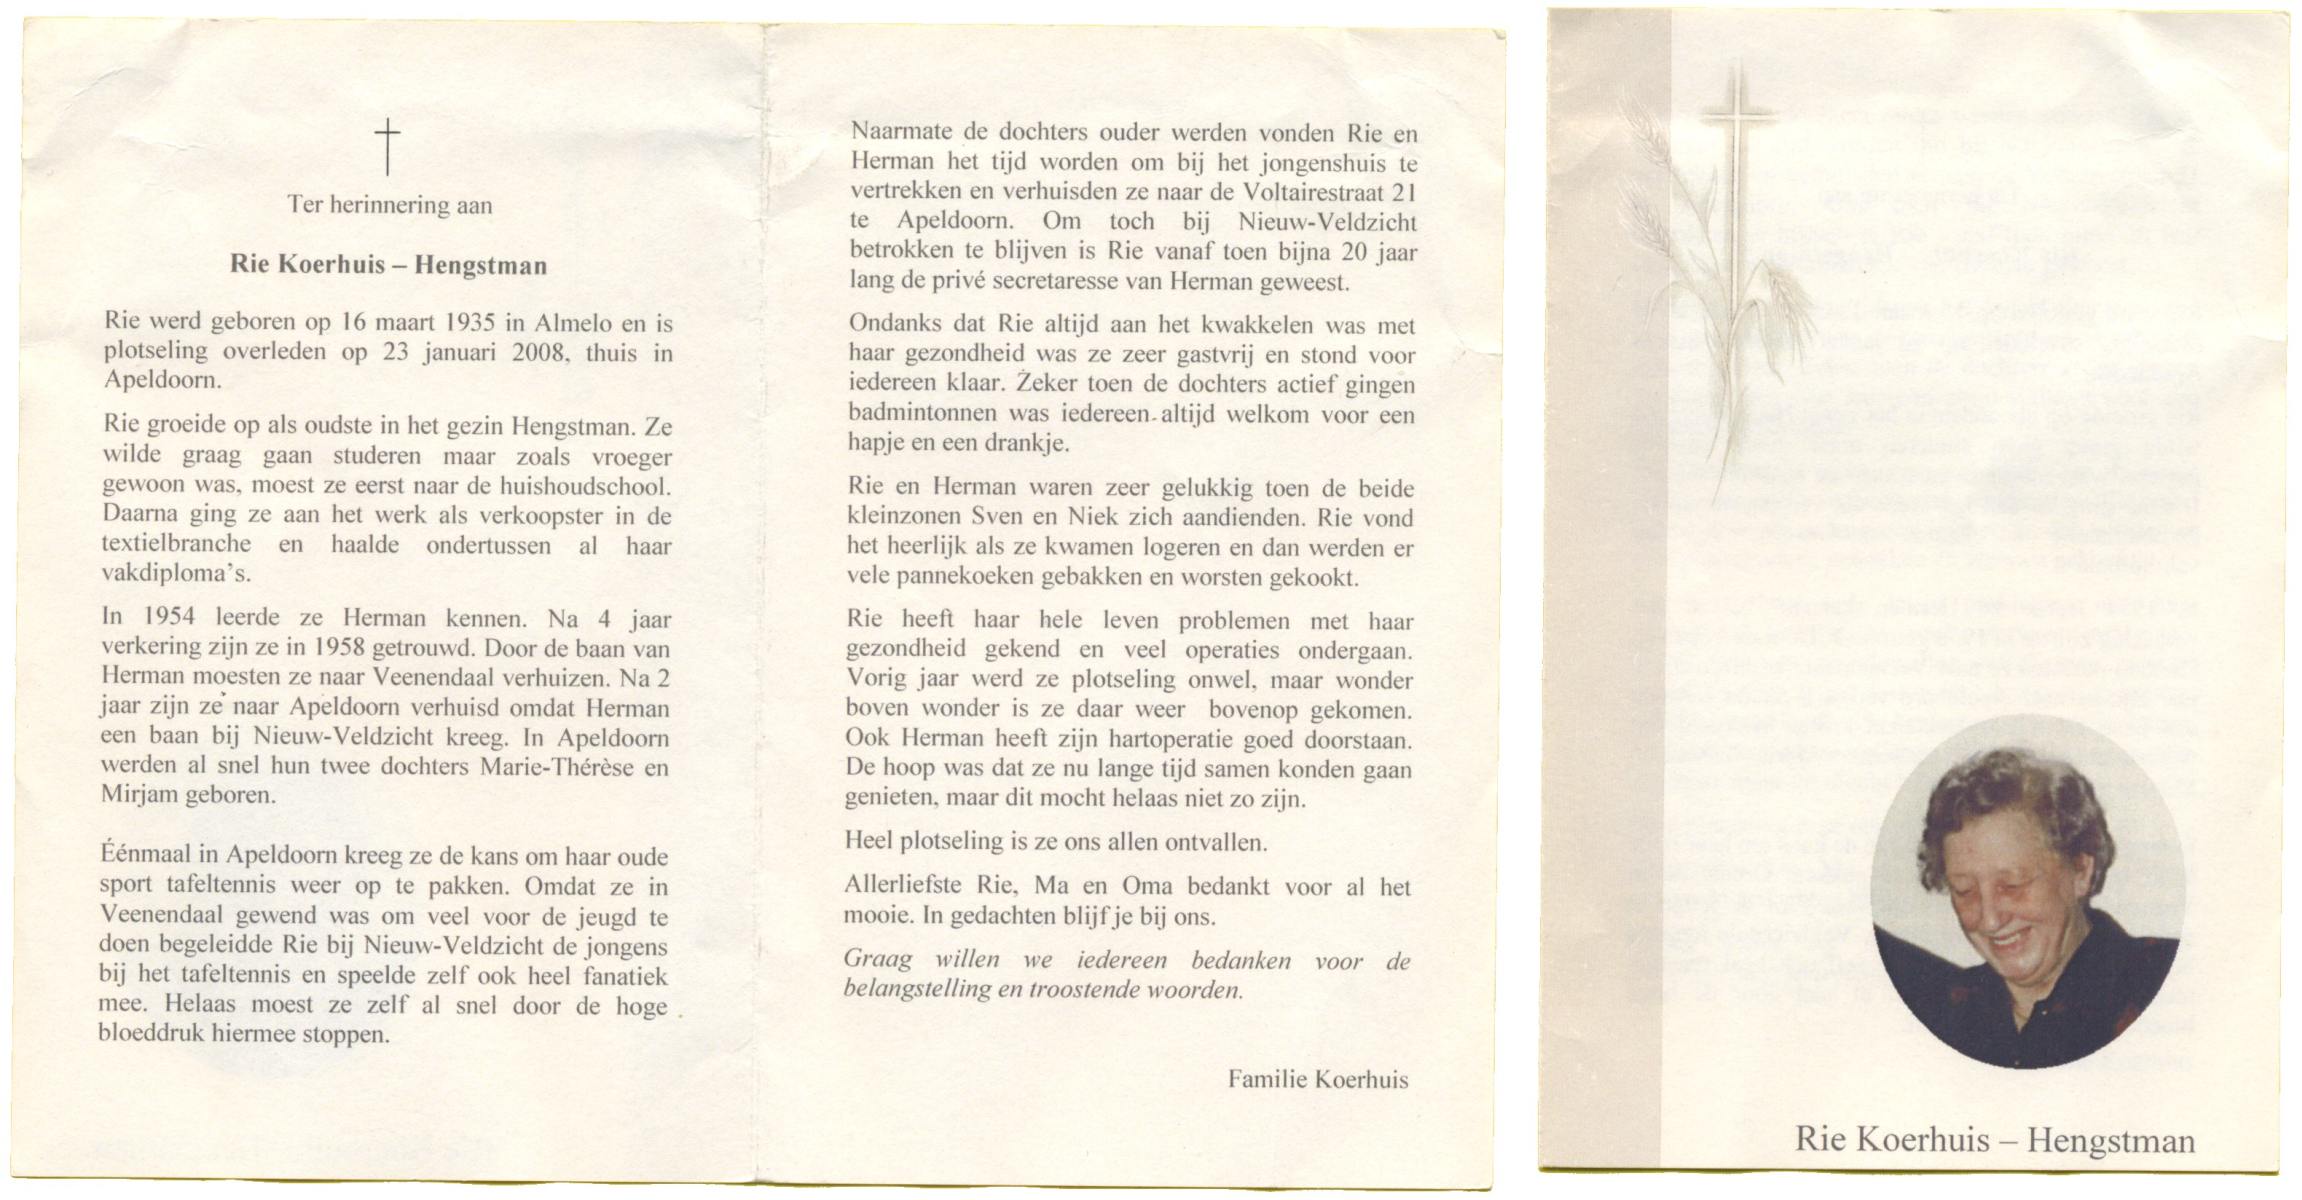 Ter herinnering aan
Rie Koerhuis – Hengstman
Rie werd geboren op 16 maart 1935 in Almelo en is
plotseling overleden op 23 januari 2008, thuis in
Apeldoorn.
Rie groeide op als oudste in het gezin Hengstman. Ze
wilde graag gaan studeren maar zoals vroeger
gewoon was, moest ze eerst naar de huishoudschool.
Daarna ging ze aan het werk als verkoopster in de
textielbranche en haalde ondertussen al haar
vakdiploma's.
In 1954 leerde ze Herman kennen. Na 4 jaar
verkering zijn ze in 1958 getrouwd. Door de baan van
Herman moesten ze naar Veenendaal verhuizen. Na 2
jaar zijn ze naar Apeldoorn verhuisd omdat Herman
een baan bij Nieuw-Veldzicht kreeg. In Apeldoorn
werden al snel hun twee dochters Marie-Thérèse en
Mirjam geboren.
Éénmaal in Apeldoorn kreeg ze de kans om haar oude
sport tafeltennis weer op te pakken. Omdat ze in
Veenendaal gewend was om veel voor de jeugd te
doen begeleidde Rie bij Nieuw-Veldzicht de jongens
bij het tafeltennis en speelde zelf ook heel fanatiek
mee. Helaas moest ze zelf al snel door de hoge
bloeddruk hiermee stoppen.
Naarmate de dochters ouder werden vonden Rie en
Herman het tijd worden om bij het jongenshuis te
vertrekken en verhuisden ze naar de Voltairestraat 21
te Apeldoorn. Om toch bij Nieuw-Veldzicht
betrokken te blijven is Rie vanaf toen bijna 20 jaar
lang de privé secretaresse van Herman geweest.
Ondanks dat Rie altijd aan het kwakkelen was met
haar gezondheid was ze zeer gastvrij en stond voor
iedereen klaar. Zeker toen de dochters actief gingen
badmintonnen was iedereen altijd welkom voor een
hapje en een drankje.
Rie en Herman waren zeer gelukkig toen de beide
kleinzonen Sven en Niek zich aandienden. Rie vond
het heerlijk als ze kwamen logeren en dan werden er
vele pannekoeken gebakken en worsten gekookt.
Rie heeft haar hele leven problemen met haar
gezondheid gekend en veel operaties ondergaan.
Vorig jaar werd ze plotseling onwel, maar wonder
boven wonder is ze daar weer bovenop gekomen.
Ook Herman heeft zijn hartoperatie goed doorstaan.
De hoop was dat ze nu lange tijd samen konden gaan
genieten, maar dit mocht helaas niet zo zijn.
Heel plotseling is ze ons allen ontvallen.
Allerliefste Rie, Ma en Oma bedankt voor al het
mooie. In gedachten blijf je bij ons.
Graag willen we iedereen bedanken voor de
belangstelling en troostende woorden.
Familie Koerhuis
Rie Koerhuis – Hengstman